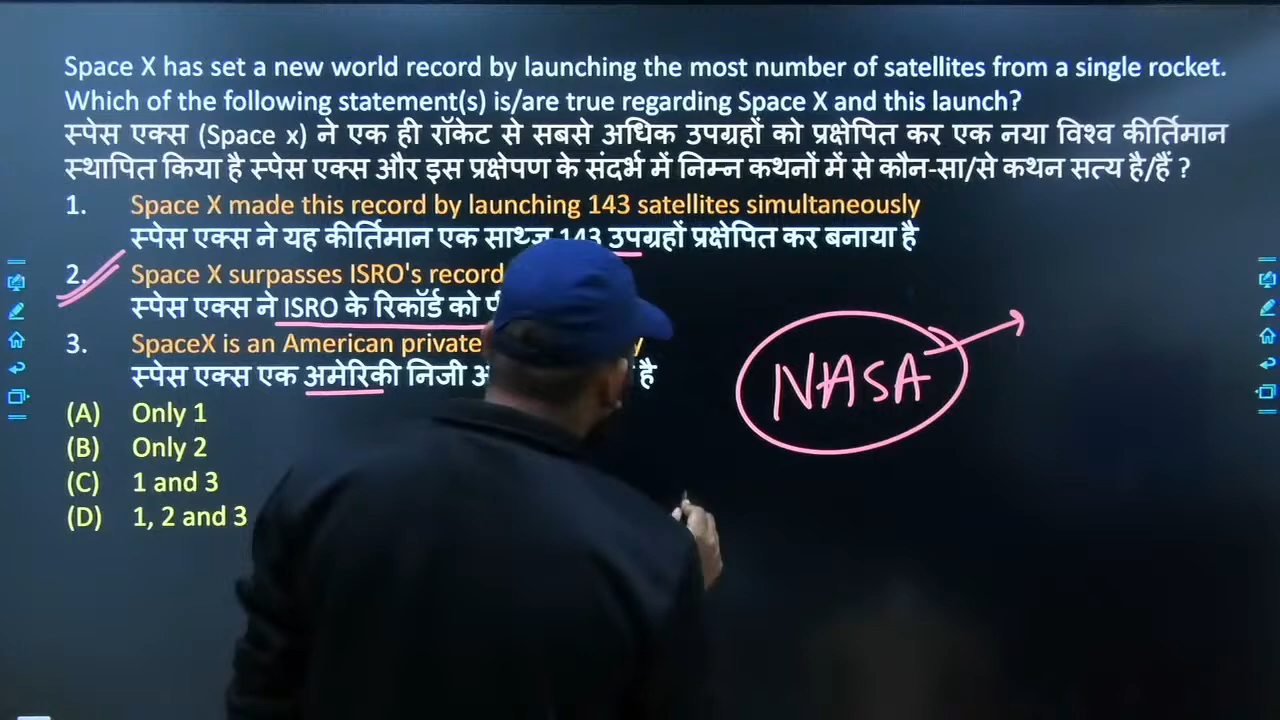 Space X has set a new world record by launching the most number of satellites from a single rocket.
Which of the following statement(s) is/are true regarding Space X and this launch?
स्पेस एक्स (Space x) ने एक ही रॉकेट से सबसे अधिक उपग्रहों को प्रक्षेपित कर एक नया विश्व कीर्तिमान
स्थापित किया है स्पेस एक्स और इस प्रक्षेपण के संदर्भ में निम्न कथनों में से कौन-सा/से कथन सत्य है/हैं ?
1. Space X made this record by launching 143 satellites simultaneously
स्पेस एक्स ने यह कीर्तिमान एक 143 उपग्रहों प्रक्षेपित कर बनाया है
2. Space X surpasses ISRO's record
स्पेस एक्स ने ISRO के रिकॉर्ड को
3. SpaceX is an American private
स्पेस एक्स एक अमेरिकी निजी है
NASA
(A) Only 1
(B) Only 2
(C) 1 and 3
(D) 1, 2 and 3